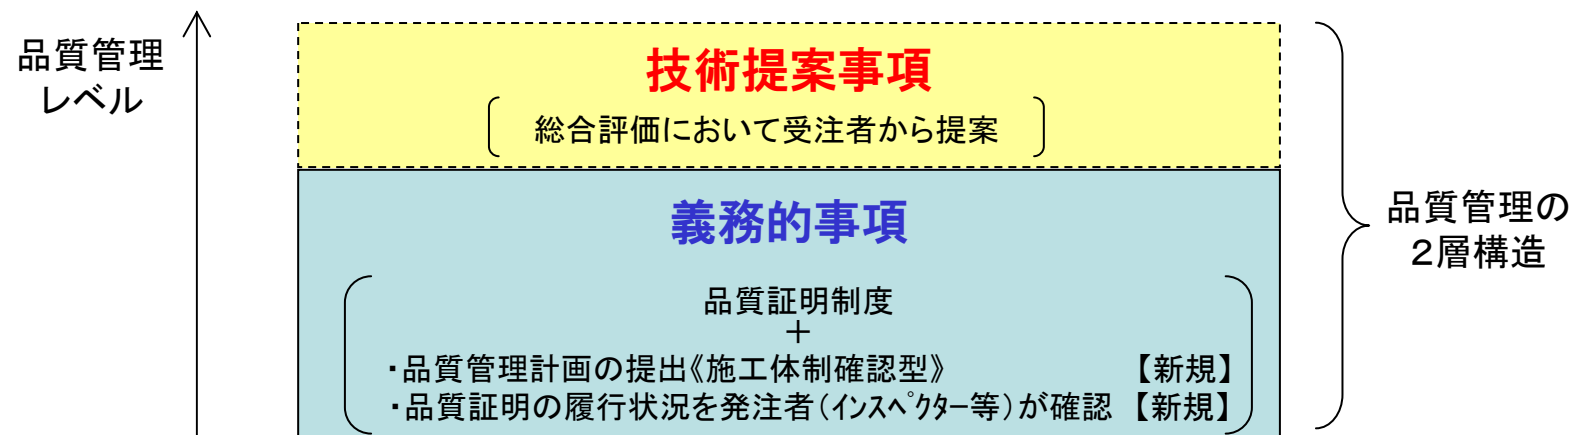 品質管理
レベル
技術提案事項
総合評価において受注者から提案
義務的事項
品質証明制度
＋
・品質管理計画の提出《施工体制確認型》 【新規】
・品質証明の履行状況を発注者（ｲﾝｽﾍﾟｸﾀｰ等）が確認 【新規】
品質管理の
２層構造